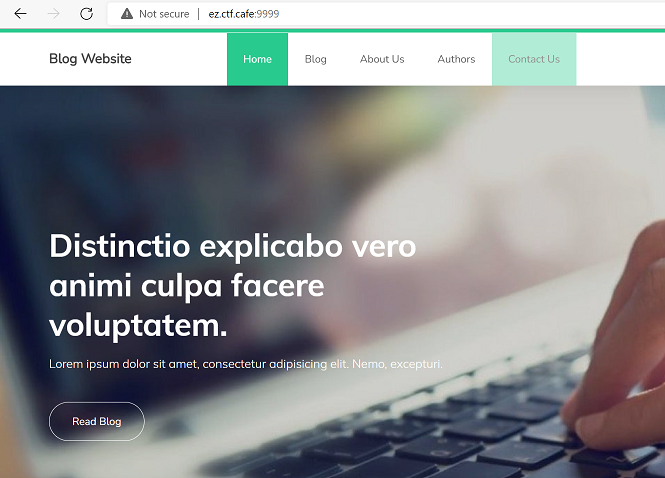 Not secure | ez.ctf.cafe:9999
Blog Website
Home
Blog
About Us
Authors
Contact Us
Distinctio explicabo vero
animi culpa facere
voluptatem.
Lorem ipsum dolor sit amet, consectetur adipisicing elit. Nemo, excepturi.
Read Blog